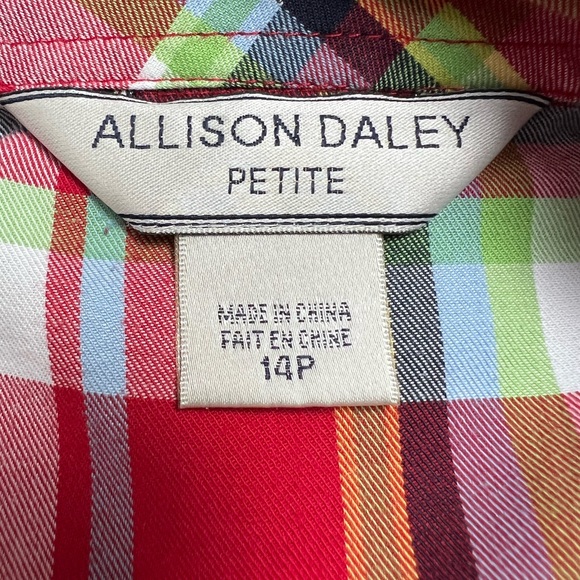 ALLISON DALEY
PETITE
MADE IN CHINA
FAIT EN CHINE
14P